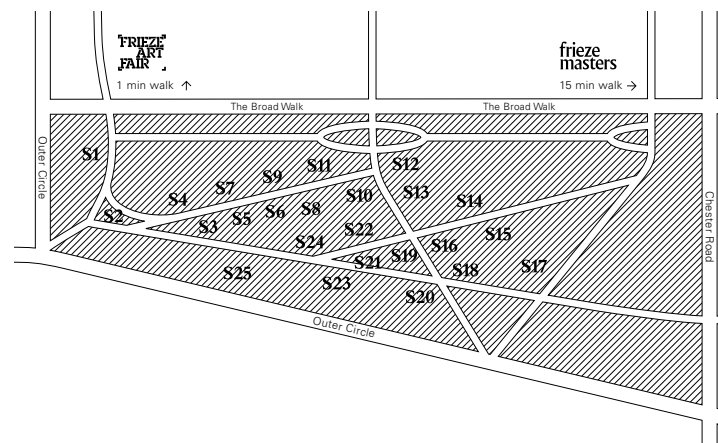 FRIEZE
ART
FAIR
1 min walk ↑
frieze
masters
15 min walk →
The Broad Walk
The Broad Walk
Outer Circle
Chester Road
S1
S11
S12
S9
S7
S4
S10
S13
S14
S8
S6
S5
S3
S2
S22
S15
S24
S16
S19
S21
S18
S17
S25
S23
S20
Outer Circle